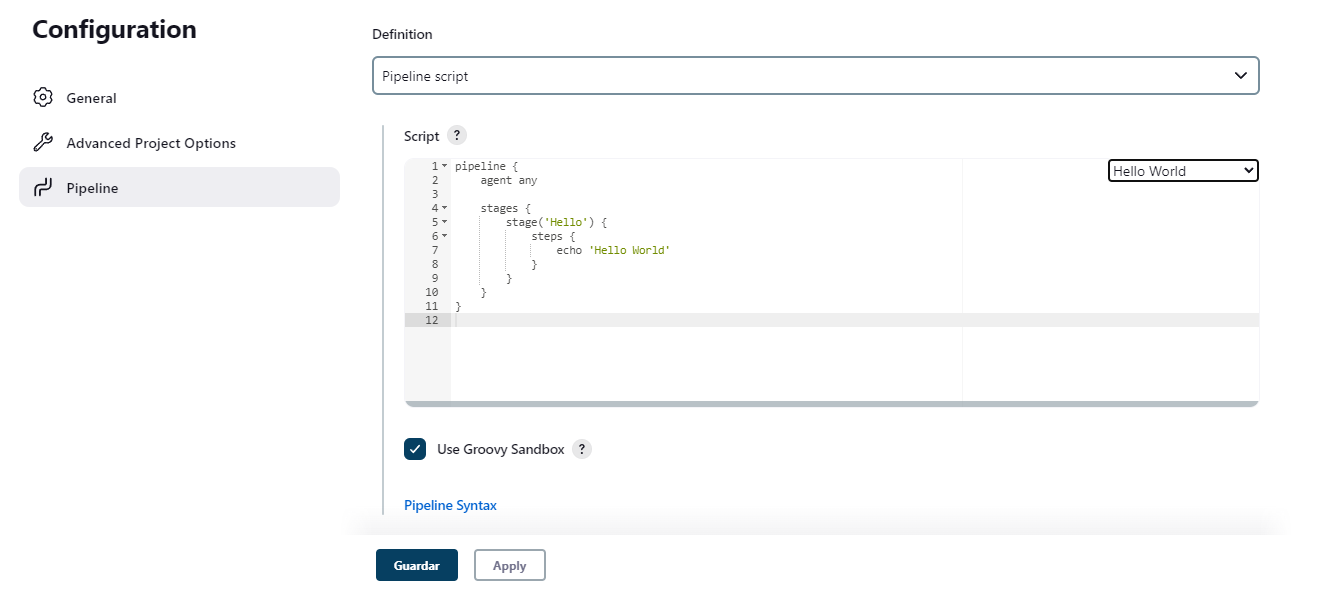 Configuration
General
Advanced Project Options
Pipeline
Definition
Pipeline script
Script ?
Hello World
1 pipeline {
2     agent any
3
4     stages {
5         stage('Hello') {
6             steps {
7                 echo 'Hello World'
8             }
9         }
10     }
11 }
12
Use Groovy Sandbox ?
Pipeline Syntax
Guardar Apply